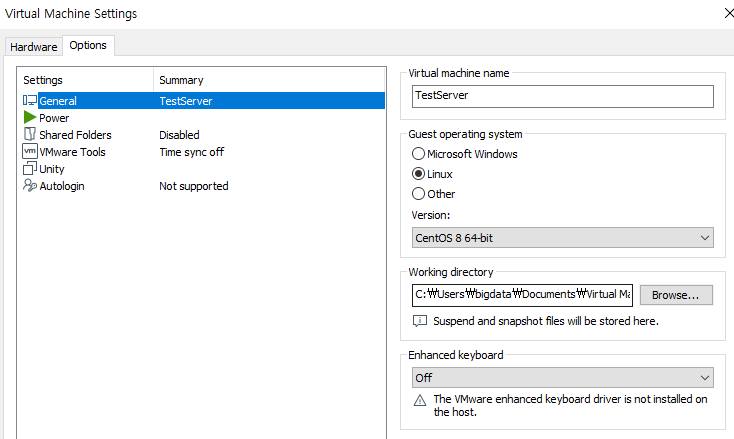 Virtual Machine Settings
Hardware Options
Settings Summary
General TestServer
Power
Shared Folders Disabled
vm VMware Tools Time sync off
Unity
Autologin Not supported
Virtual machine name
TestServer
Guest operating system
Microsoft Windows
Linux
Other
Version:
CentOS 8 64-bit
Working directory
C:₩Users₩bigdata₩Documents₩Virtual Ma
Browse...
Suspend and snapshot files will be stored here.
Enhanced keyboard
Off
The VMware enhanced keyboard driver is not installed on
the host.